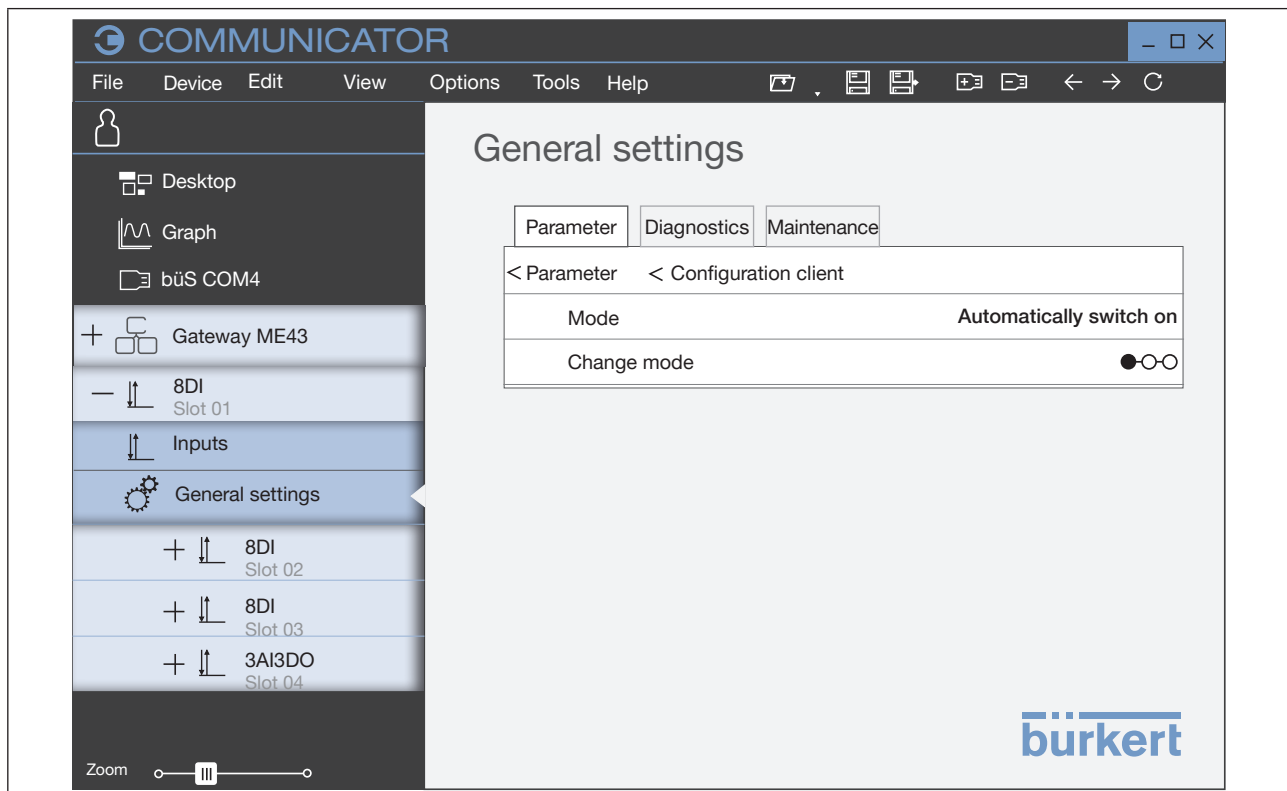 COMMUNICATOR
File Device Edit View Options Tools Help
Desktop
Graph
büS COM4
Gateway ME43
8DI
Slot 01
Inputs
General settings
8DI
Slot 02
8DI
Slot 03
3AI3DO
Slot 04
Zoom
General settings
Parameter Diagnostics Maintenance
< Parameter < Configuration client
Mode Automatically switch on
Change mode
bürkert